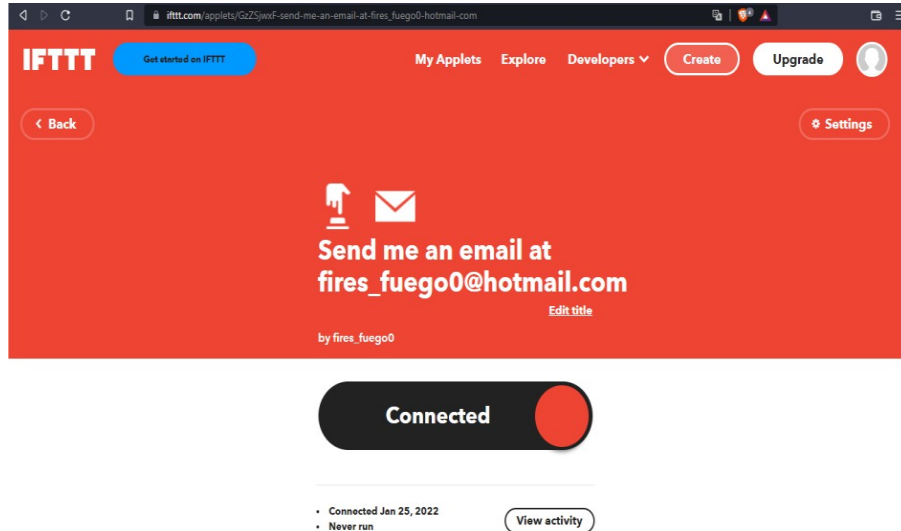 ifttt.com/applets/GzZSjwxF-send-me-an-email-at-fires_fuego0-hotmail-com
IFTTT
Get started on IFTTT
My Applets
Explore
Developers
Create
Upgrade
Back
Settings
Send me an email at
fires_fuego0@hotmail.com
Edit title
by fires_fuego0
Connected
• Connected Jan 25, 2022
• Never run
View activity